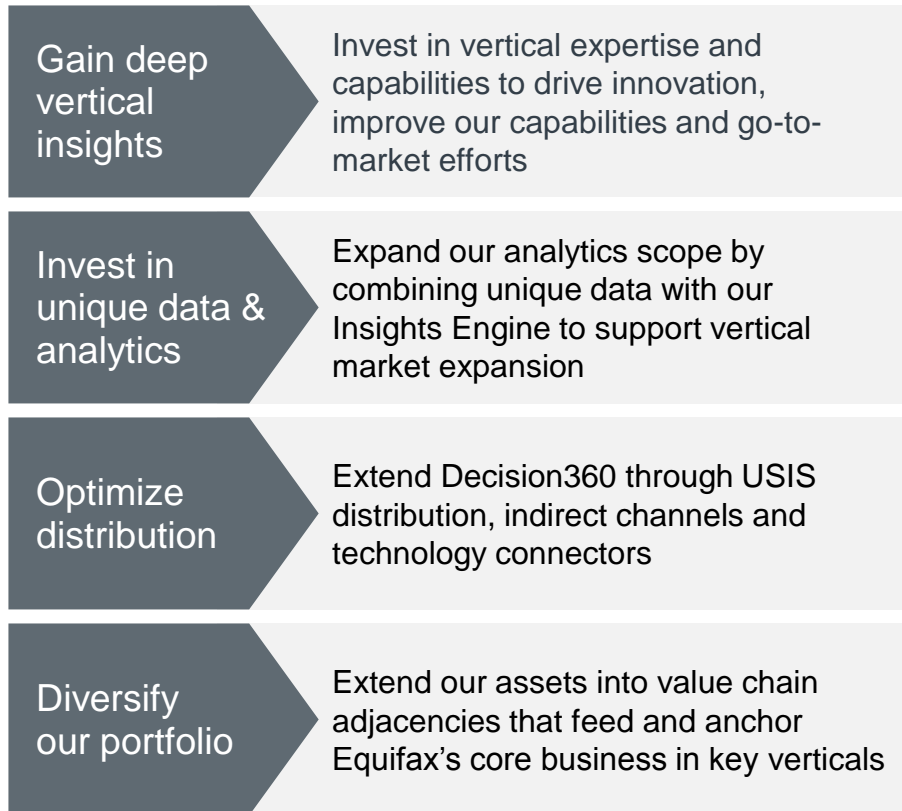 Gain deep
vertical
insights
Invest in vertical expertise and
capabilities to drive innovation,
improve our capabilities and go-to-
market efforts
Invest in
unique data &
analytics
Expand our analytics scope by
combining unique data with our
Insights Engine to support vertical
market expansion
Optimize
distribution
Extend Decision360 through USIS
distribution, indirect channels and
technology connectors
Diversify
our portfolio
Extend our assets into value chain
adjacencies that feed and anchor
Equifax’s core business in key verticals